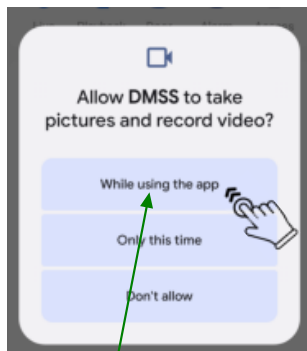 Allow DMSS to take
pictures and record video?
While using the app
Only this time
Don't allow